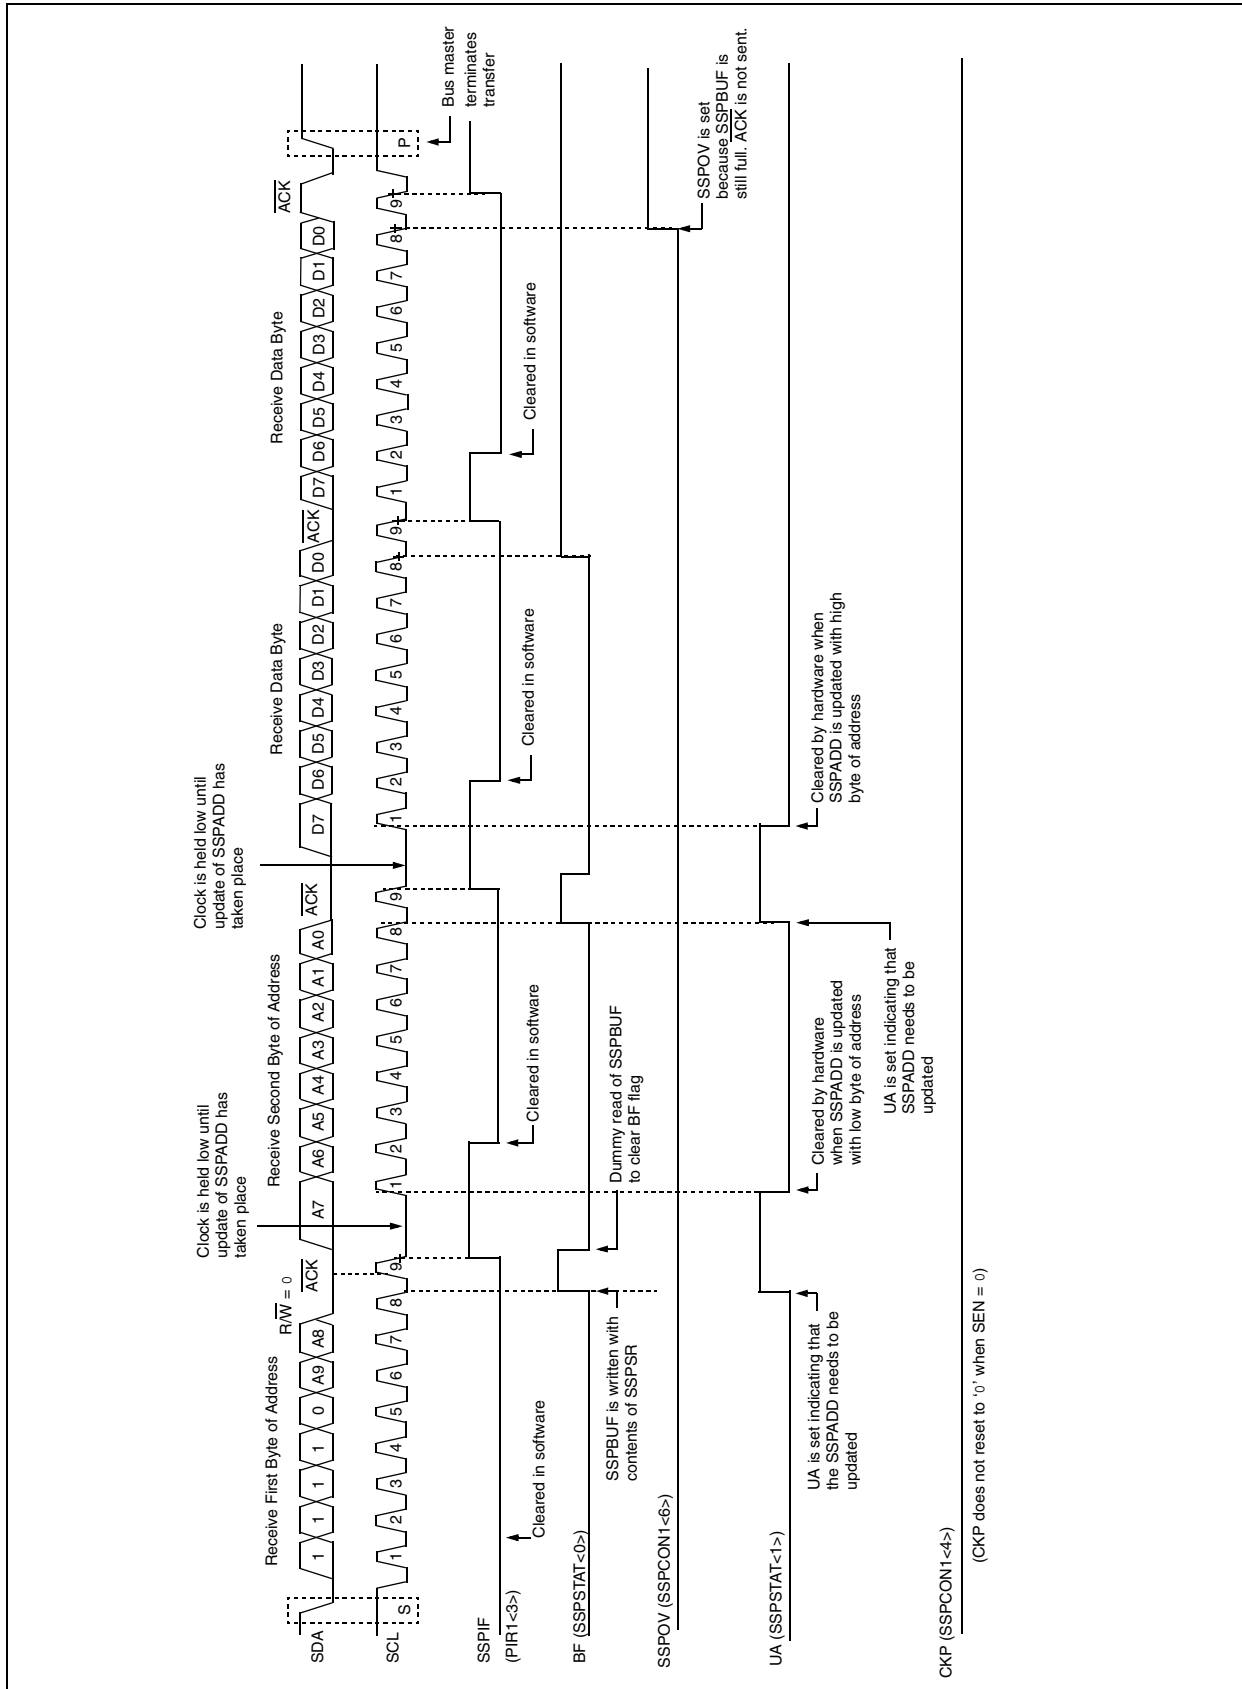 Receive First Byte of Address
R/W = 0
ACK
Clock is held low until
update of SSPADD has
taken place
Receive Second Byte of Address
ACK
Clock is held low until
update of SSPADD has
taken place
Receive Data Byte
ACK
Receive Data Byte
ACK
SDA
1 1 1 1 0 A9 A8
A7 A6 A5 A4 A3 A2 A1 A0
D7 D6 D5 D4 D3 D2 D1 D0
D7 D6 D5 D4 D3 D2 D1 D0
SCL
S
1 2 3 4 5 6 7 8 9
1 2 3 4 5 6 7 8 9
1 2 3 4 5 6 7 8 9
1 2 3 4 5 6 7 8 9
P
Bus master
terminates
transfer
SSPIF
(PIR1<3>)
Cleared in software
Cleared in software
Cleared in software
Cleared in software
BF (SSPSTAT<0>)
SSPBUF is written with
contents of SSPSR
Dummy read of SSPBUF
to clear BF flag
SSPOV (SSPCON1<6>)
SSPOV is set
because SSPBUF is
still full. ACK is not sent.
UA (SSPSTAT<1>)
UA is set indicating that
the SSPADD needs to be
updated
Cleared by hardware
when SSPADD is updated
with low byte of address
UA is set indicating that
SSPADD needs to be
updated
Cleared by hardware when
SSPADD is updated with high
byte of address
CKP (SSPCON1<4>)
(CKP does not reset to ‘0’ when SEN = 0)